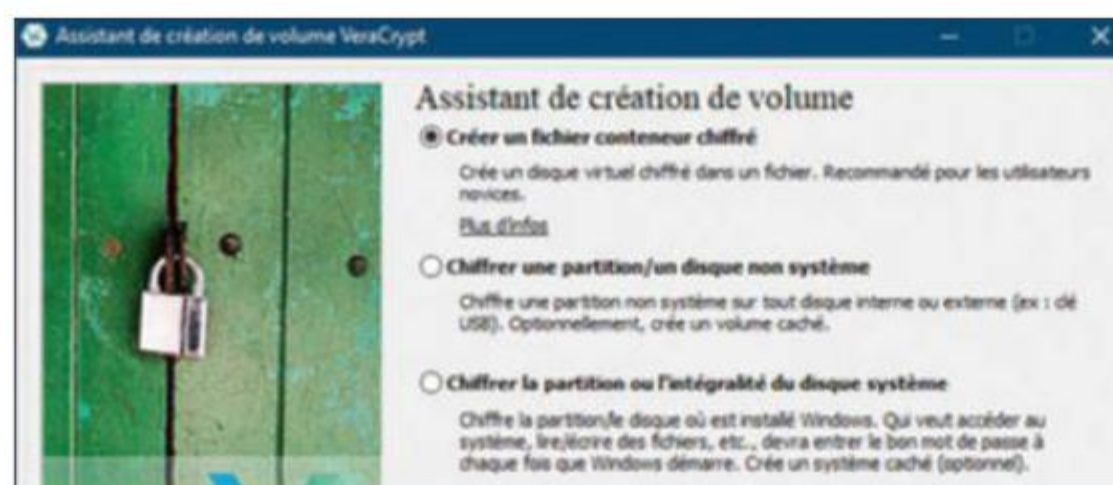 Assistant de création de volume VeraCrypt
Assistant de création de volume
Créer un fichier conteneur chiffré
Crée un disque virtuel chiffré dans un fichier. Recommandé pour les utilisateurs
novices.
Plus d'infos
Chiffrer une partition/un disque non système
Chiffre une partition non système sur tout disque interne ou externe (ex : clé
USB). Optionnellement, crée un volume caché.
Chiffrer la partition ou l'intégralité du disque système
Chiffre la partition/le disque où est installé Windows. Qui veut accéder au
système, lire/écrire des fichiers, etc., devra entrer le bon mot de passe à
chaque fois que Windows démarre. Crée un système caché (optionnel).